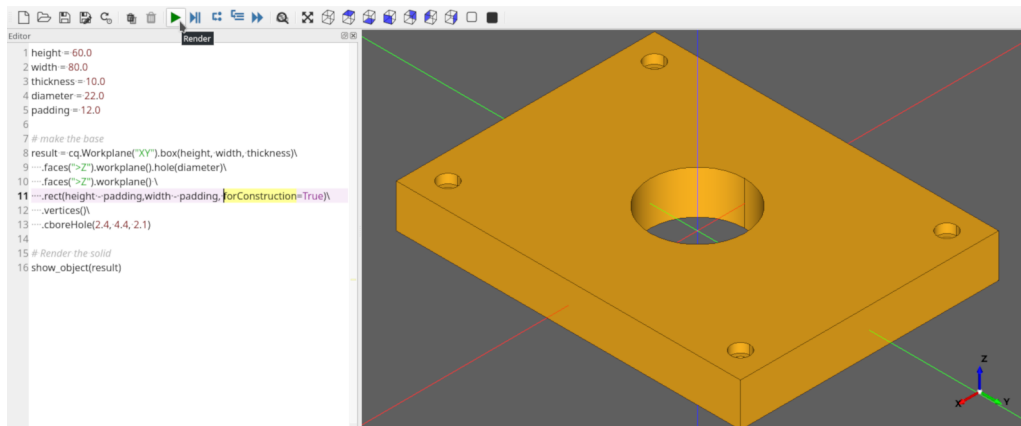 Render
Editor
1 height = 60.0
2 width = 80.0
3 thickness = 10.0
4 diameter = 22.0
5 padding = 12.0
6
7 # make the base
8 result = cq.Workplane("XY").box(height, width, thickness)\
9 .faces(">Z").workplane().hole(diameter)\
10 .faces(">Z").workplane() \
11 .rect(height - padding,width - padding, forConstruction=True)\
12 .vertices()\
13 .cboreHole(2.4, 4.4, 2.1)
14
15 # Render the solid
16 show_object(result)
Z
X
Y